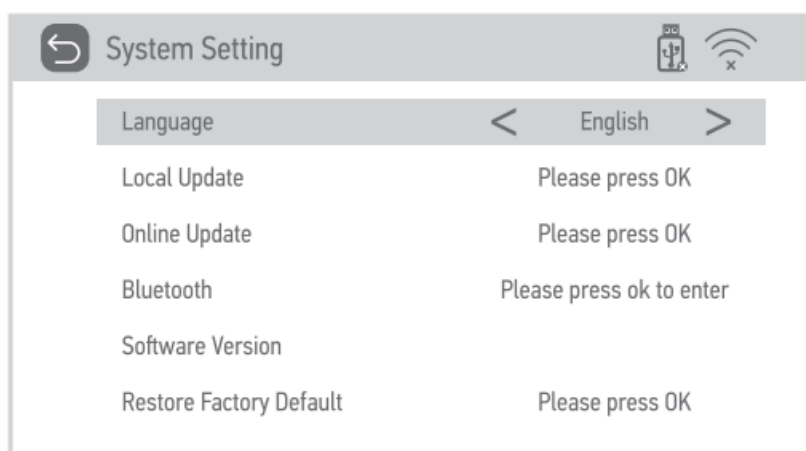 System Setting
Language < English >
Local Update Please press OK
Online Update Please press OK
Bluetooth Please press ok to enter
Software Version
Restore Factory Default Please press OK